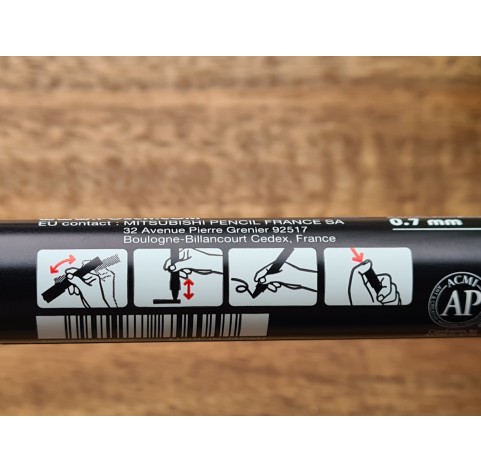 EU contact : MITSUBISHI PENCIL FRANCE SA
32 Avenue Pierre Grenier 92517
Boulogne-Billancourt Cedex, France
0.7 mm
ACMI
AP